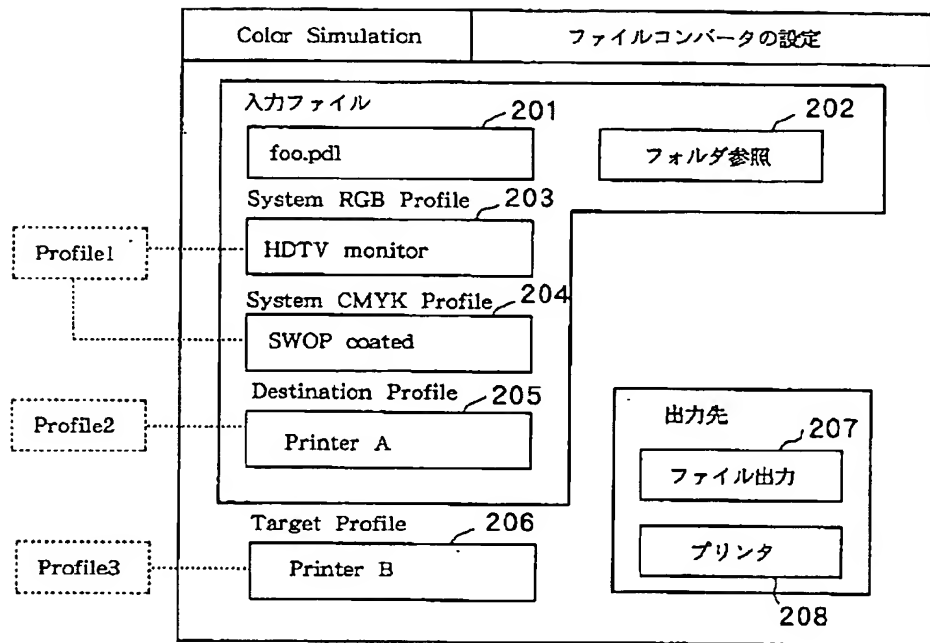 Color Simulation
ファイルコンバータの設定
入力ファイル
201
202
foo.pdl
フォルダ参照
System RGB Profile
203
Profile1
HDTV monitor
System CMYK Profile
204
SWOP coated
Destination Profile
205
Profile2
Printer A
出力先
207
ファイル出力
Target Profile
206
プリンタ
Profile3
Printer B
208